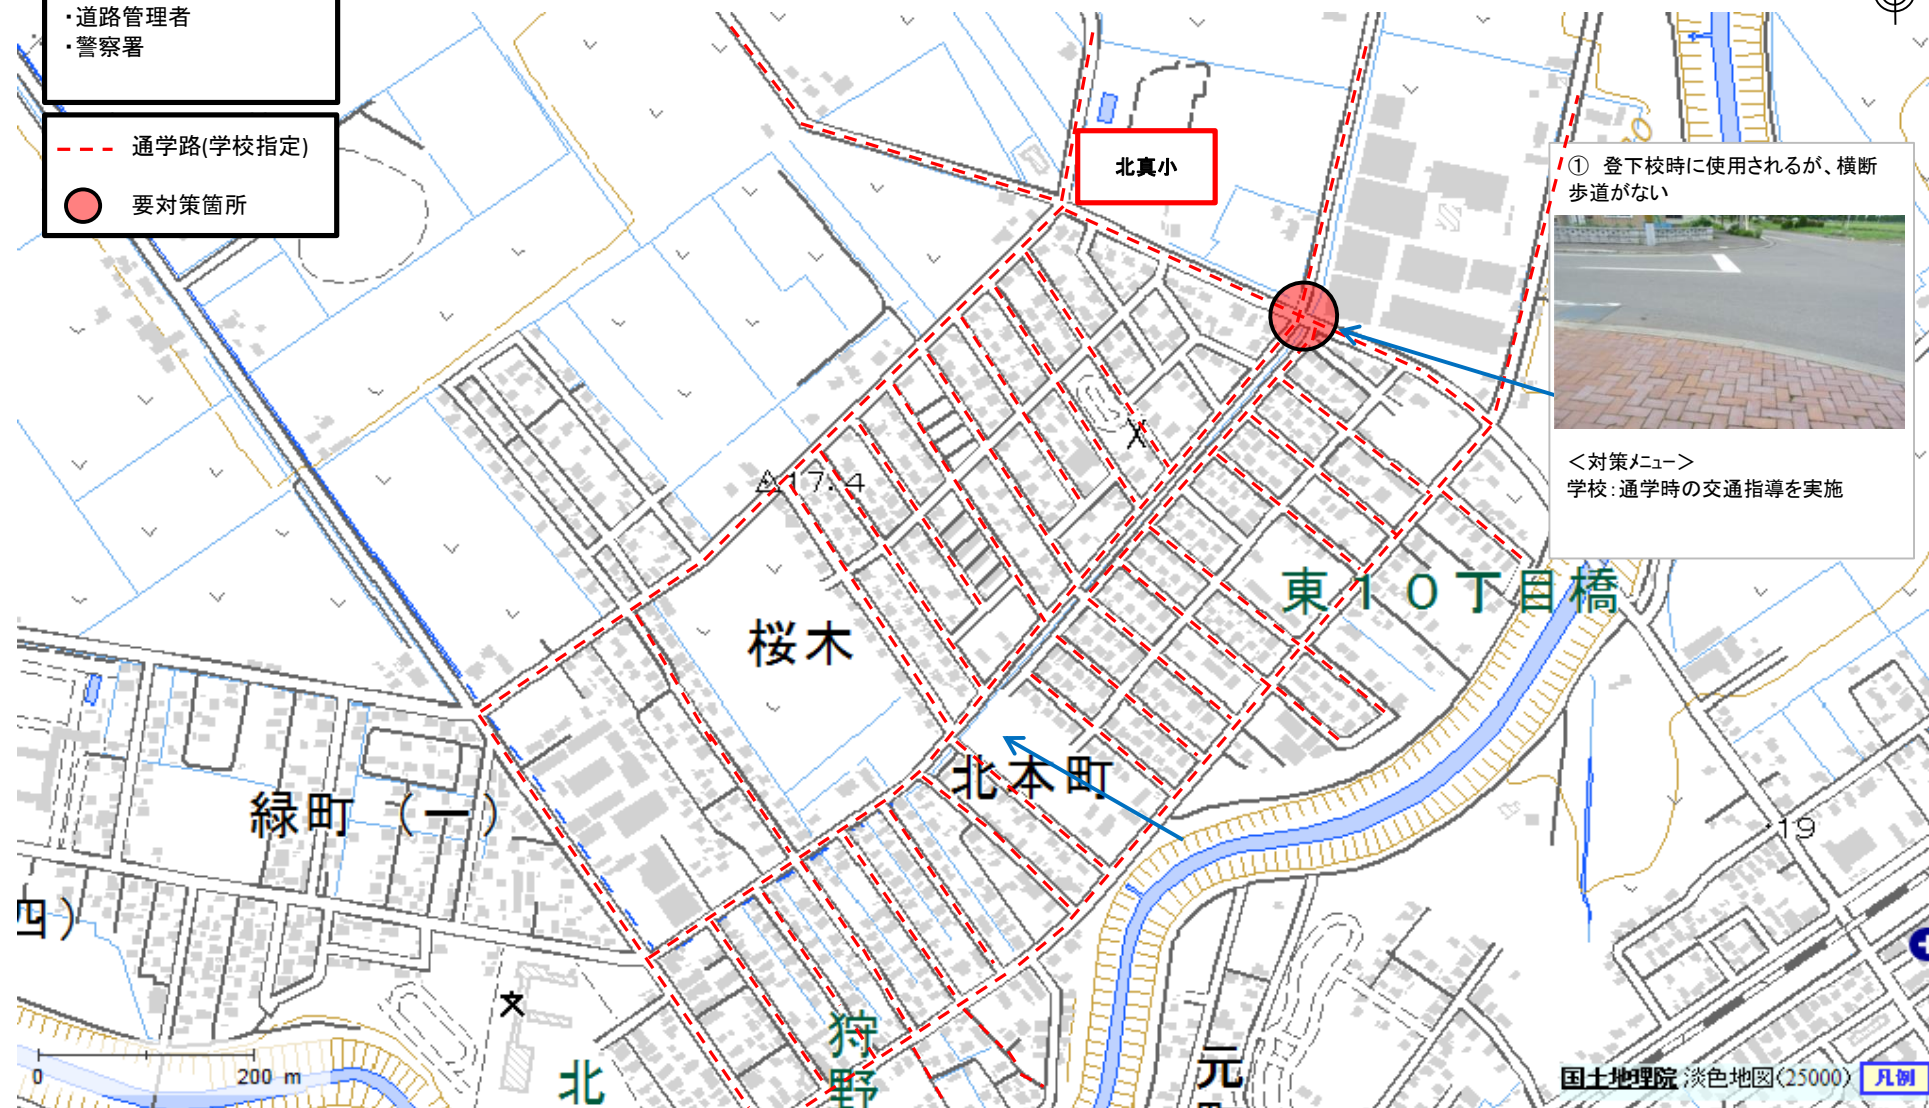 ・道路管理者
・警察署
通学路(学校指定)
要対策箇所
北真小
① 登下校時に使用されるが、横断
歩道がない
<対策メニュー>
学校:通学時の交通指導を実施
17.4
東10丁目橋
桜木
北本町
緑町(一)
四)
19
狩
野
北
元
0
200 m
国土地理院 淡色地図(25000)
凡例